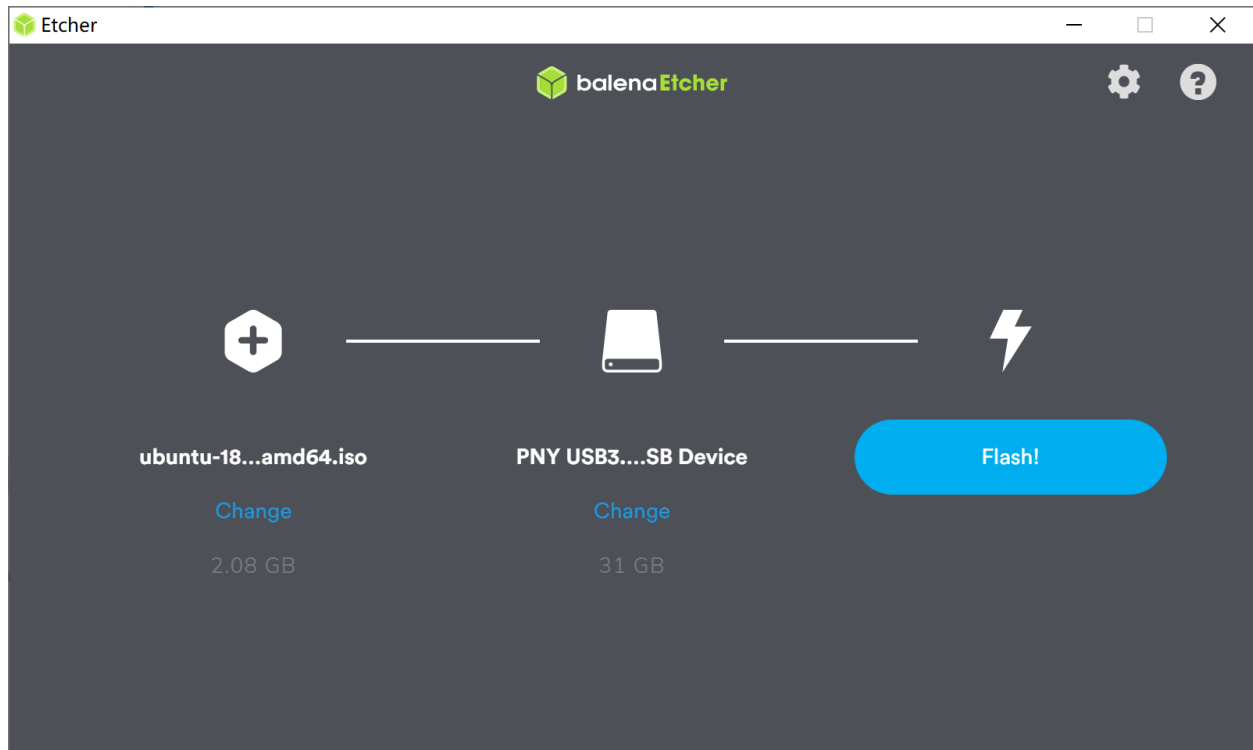 Etcher
balenaEtcher
ubuntu-18...amd64.iso
PNY USB3....SB Device
Flash!
Change
Change
2.08 GB
31 GB